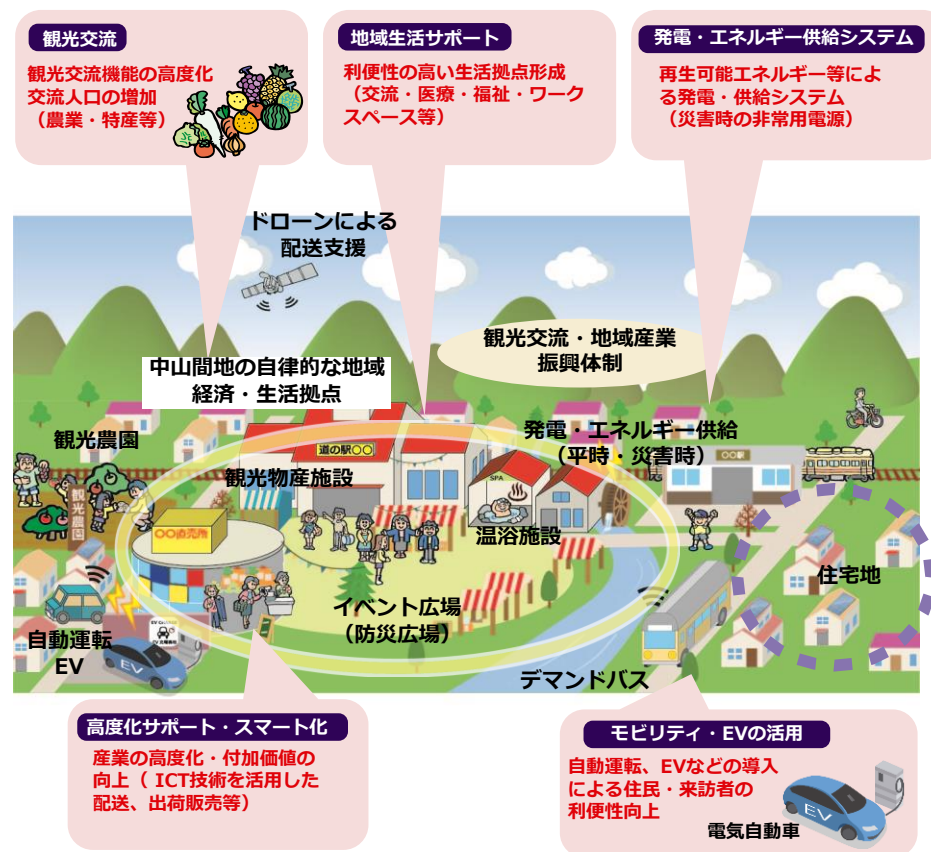 観光交流
観光交流機能の高度化
交流人口の増加
（農業・特産等）
地域生活サポート
利便性の高い生活拠点形成
（交流・医療・福祉・ワーク
スペース等）
発電・エネルギー供給システム
再生可能エネルギー等によ
る発電・供給システム
（災害時の非常用電源）
ドローンによる
配送支援
観光交流・地域産業
振興体制
中山間地の自律的な地域
経済・生活拠点
観光農園
道の駅〇〇
観光物産施設
発電・エネルギー供給
（平時・災害時）
〇〇駅
SPA
温浴施設
観光農園
〇〇直売所
住宅地
イベント広場
（防災広場）
自動運転
EV
EV
デマンドバス
高度化サポート・スマート化
産業の高度化・付加価値の
向上（ ICT技術を活用した
配送、出荷販売等）
モビリティ・EVの活用
自動運転、EVなどの導入
による住民・来訪者の
利便性向上
EV
電気自動車